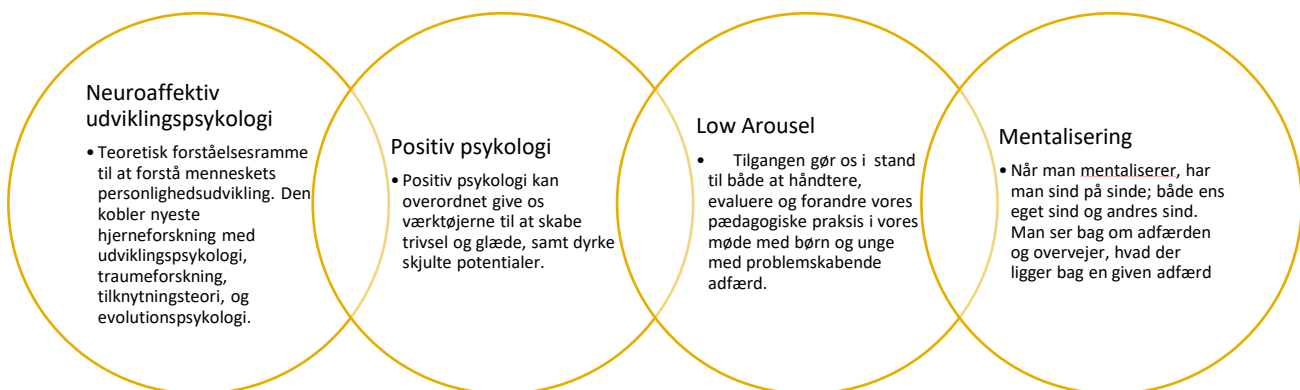 Neuroaffektiv
udviklingspsykologi
• Teoretisk forståelsesramme
til at forstå menneskets
personlighedsudvikling. Den
kobler nyeste
hjerneforskning med
udviklingspsykologi,
traumeforskning,
tilknytningsteori, og
evolutionspsykologi.
Positiv psykologi
• Positiv psykologi kan
overordnet give os
værktøjerne til at skabe
trivsel og glæde, samt dyrke
skjulte potentialer.
Low Arousel
• Tilgangen gør os i stand
til både at håndtere,
evaluere og forandre vores
pædagogiske praksis i vores
møde med børn og unge
med problemskabende
adfærd.
Mentalisering
• Når man mentaliserer, har
man sind på sinde; både ens
eget sind og andres sind.
Man ser bag om adfærden
og overvejer, hvad der
ligger bag en given adfærd